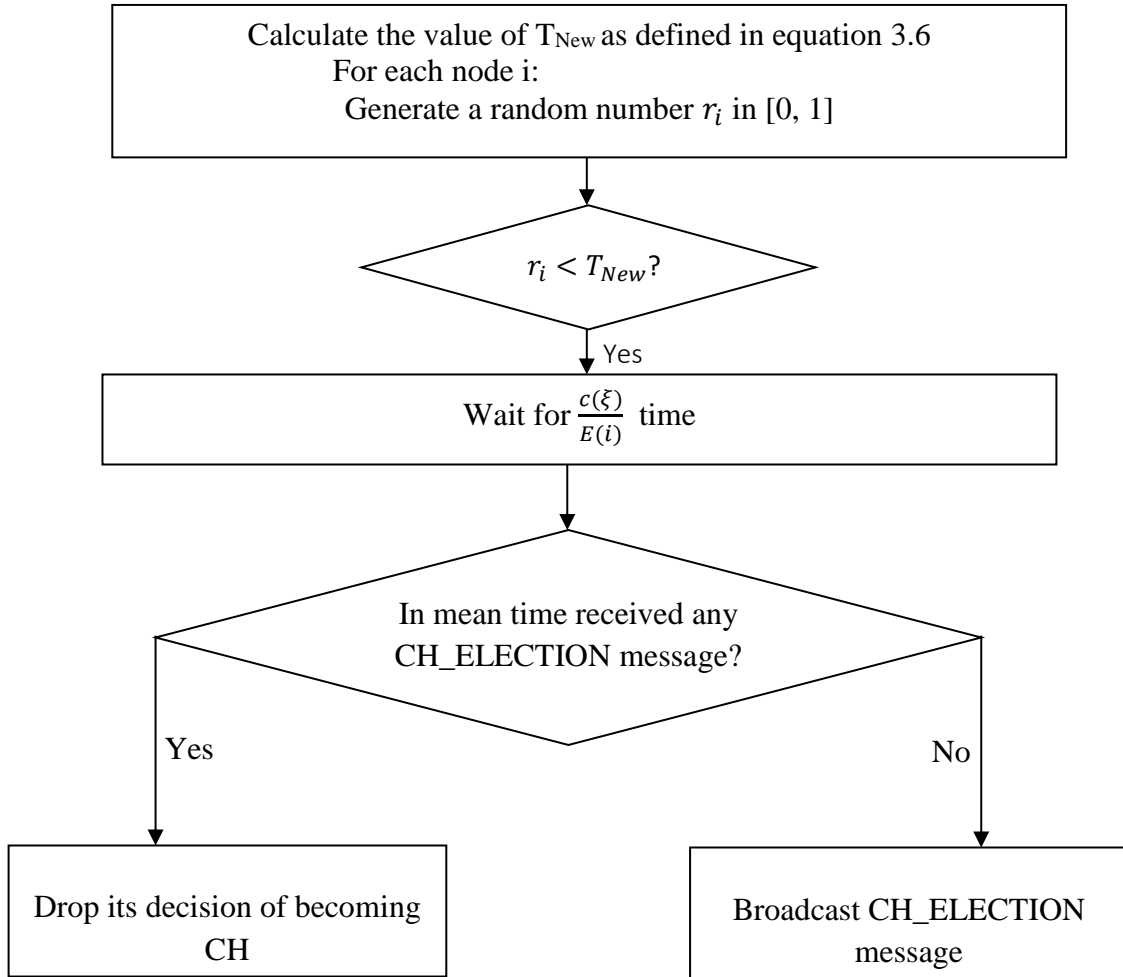 Calculate the value of T_New as defined in equation 3.6
For each node i:
Generate a random number r_i in [0, 1]
r_i < T_New?
Yes
Wait for c(ξ)/E(i) time
In mean time received any
CH_ELECTION message?
Yes
No
Drop its decision of becoming
CH
Broadcast CH_ELECTION
message